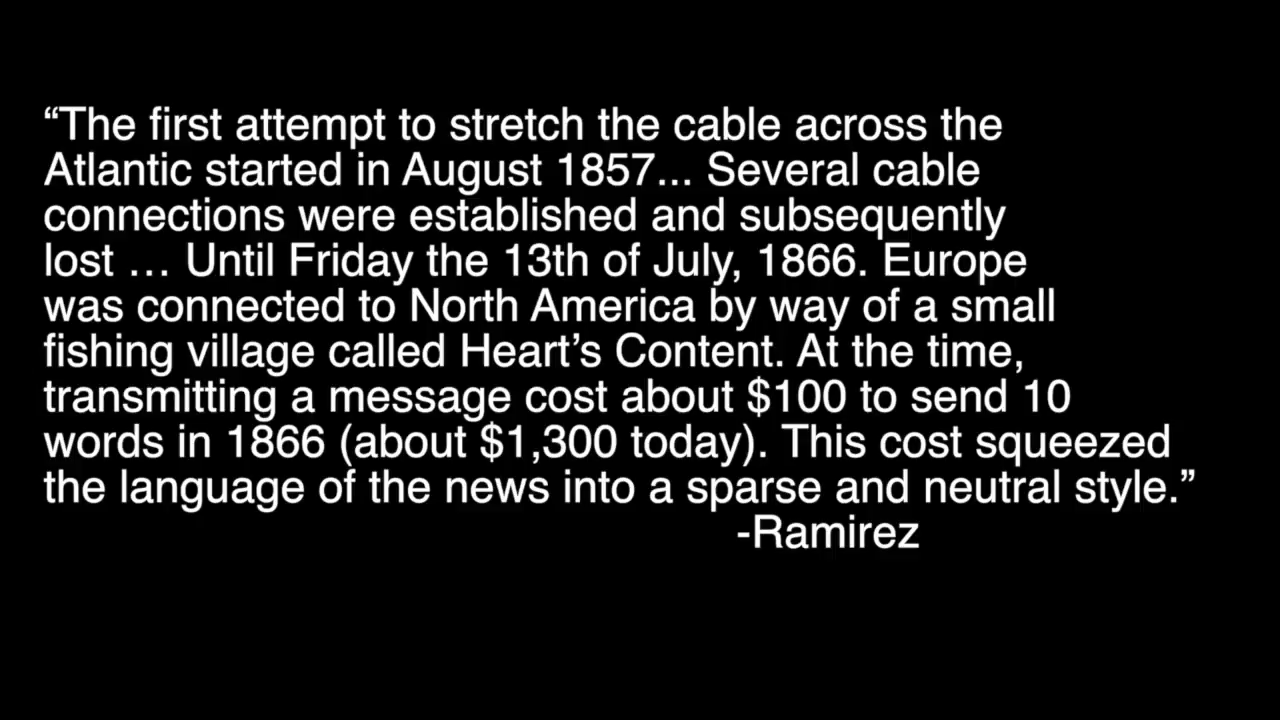 “The first attempt to stretch the cable across the
Atlantic started in August 1857... Several cable
connections were established and subsequently
lost … Until Friday the 13th of July, 1866. Europe
was connected to North America by way of a small
fishing village called Heart’s Content. At the time,
transmitting a message cost about $100 to send 10
words in 1866 (about $1,300 today). This cost squeezed
the language of the news into a sparse and neutral style.”
-Ramirez